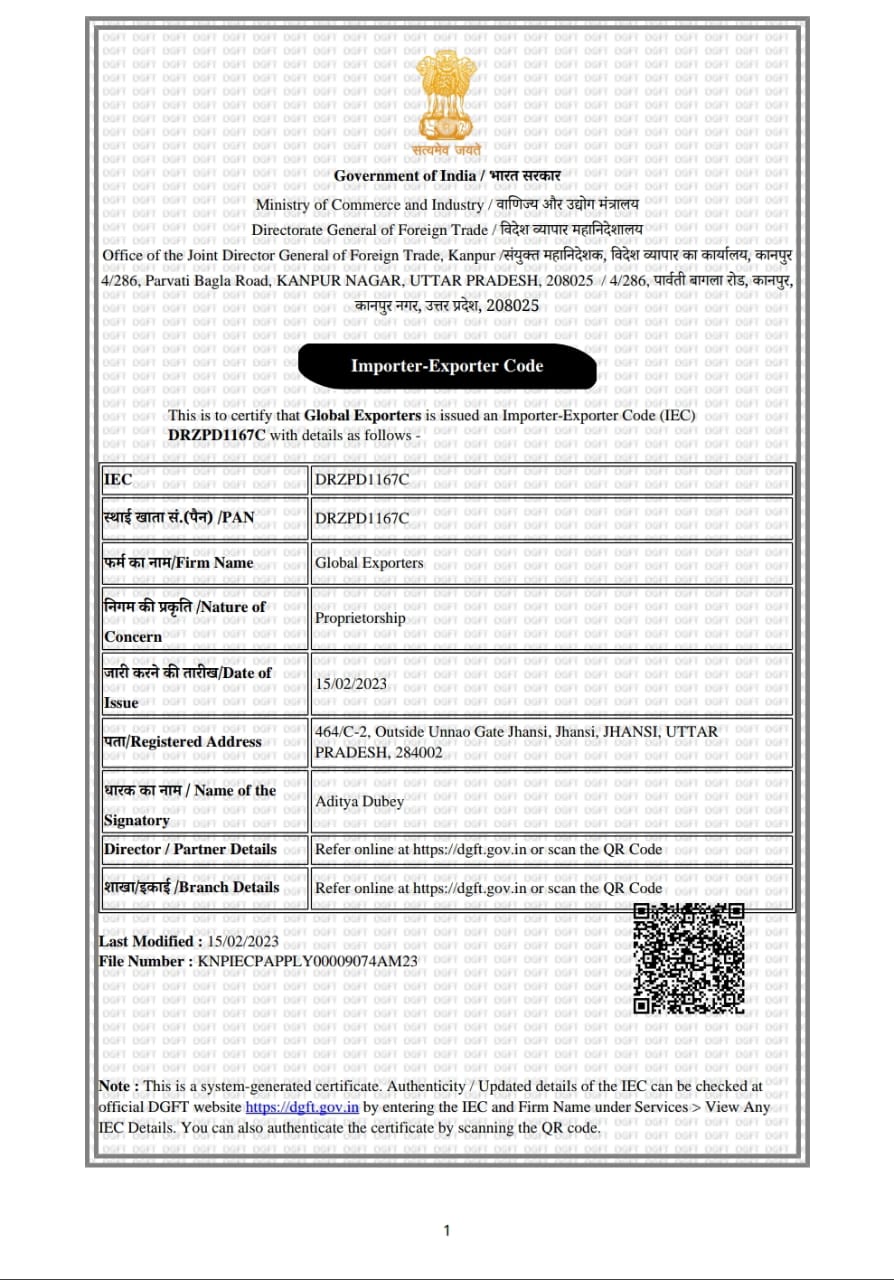 सत्यमेव जयते
Government of India / भारत सरकार
Ministry of Commerce and Industry / वाणिज्य और उद्योग मंत्रालय
Directorate General of Foreign Trade / विदेश व्यापार महानिदेशालय
Office of the Joint Director General of Foreign Trade, Kanpur /संयुक्त महानिदेशक, विदेश व्यापार का कार्यालय, कानपुर
4/286, Parvati Bagla Road, KANPUR NAGAR, UTTAR PRADESH, 208025 / 4/286, पार्वती बागला रोड, कानपुर,
कानपुर नगर, उत्तर प्रदेश, 208025
Importer-Exporter Code
This is to certify that Global Exporters is issued an Importer-Exporter Code (IEC)
DRZPD1167C with details as follows -
IEC DRZPD1167C
स्थाई खाता सं.(पैन) /PAN DRZPD1167C
फर्म का नाम/Firm Name Global Exporters
निगम की प्रकृति /Nature of
Concern
Proprietorship
जारी करने की तारीख/Date of
Issue
15/02/2023
पता/Registered Address
464/C-2, Outside Unnao Gate Jhansi, Jhansi, JHANSI, UTTAR
PRADESH, 284002
धारक का नाम / Name of the
Signatory
Aditya Dubey
Director / Partner Details Refer online at https://dgft.gov.in or scan the QR Code
शाखा/इकाई /Branch Details Refer online at https://dgft.gov.in or scan the QR Code
Last Modified : 15/02/2023
File Number : KNPIECPAPPLY00009074AM23
Note : This is a system-generated certificate. Authenticity / Updated details of the IEC can be checked at
official DGFT website https://dgft.gov.in by entering the IEC and Firm Name under Services > View Any
IEC Details. You can also authenticate the certificate by scanning the QR code.
1